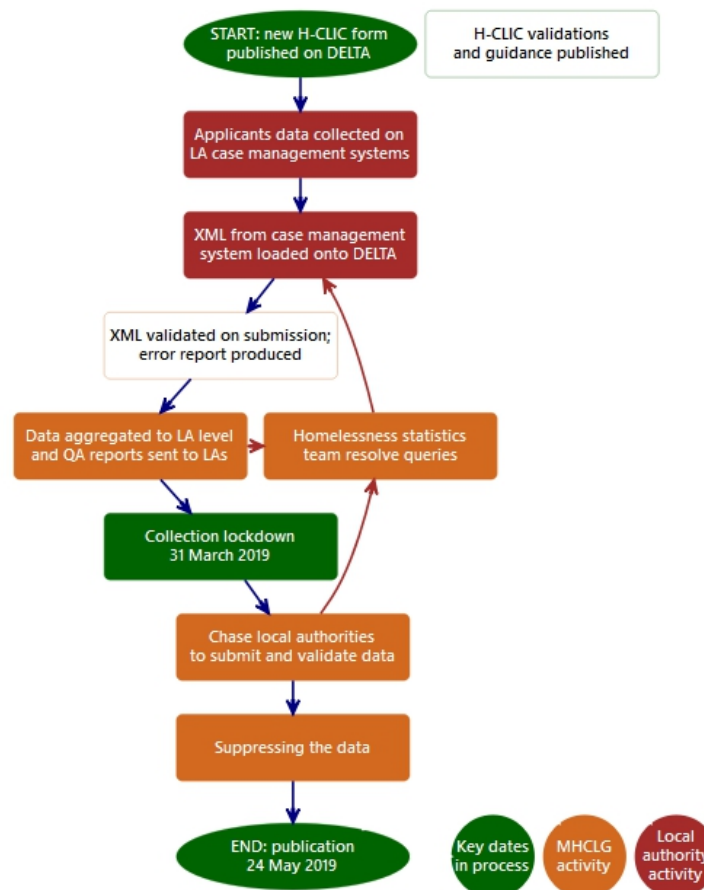 START: new H-CLIC form
published on DELTA
H-CLIC validations
and guidance published
Applicants data collected on
LA case management systems
XML from case management
system loaded onto DELTA
XML validated on submission;
error report produced
Data aggregated to LA level
and QA reports sent to LAs
Homelessness statistics
team resolve queries
Collection lockdown
31 March 2019
Chase local authorities
to submit and validate data
Suppressing the data
END: publication
24 May 2019
Key dates
in process
MHCLG
activity
Local
authority
activity